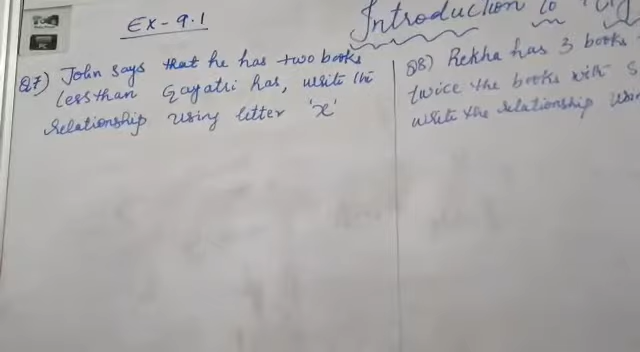 Ex-9.1
Introduction to
Q7) John says that he has two books
less than Gayatri has, write the
relationship using letter 'x'
Q8) Rekha has 3 books
twice the books with
write the relationship